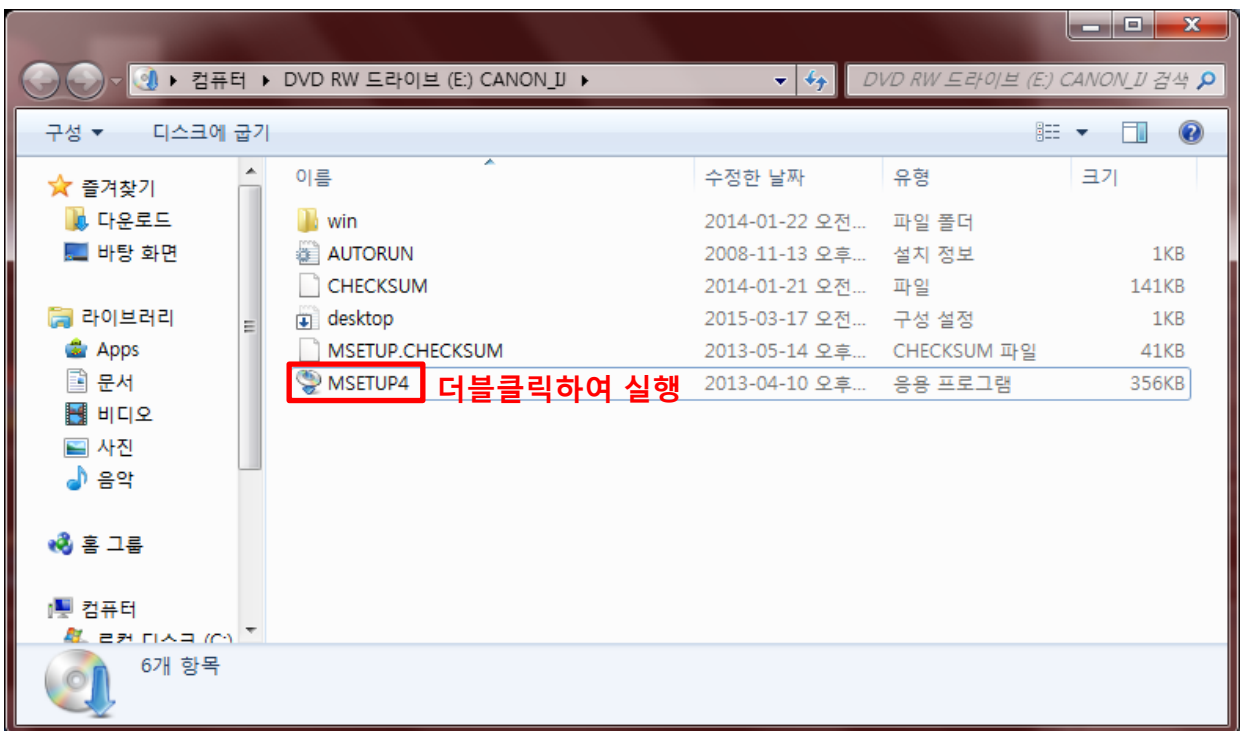 컴퓨터 ▶ DVD RW 드라이브 (E:) CANON_IJ ▶
DVD RW 드라이브 (E:) CANON_IJ 검색
구성 디스크에 굽기
즐겨찾기
다운로드
바탕 화면
라이브러리
Apps
문서
비디오
사진
음악
홈 그룹
컴퓨터
로컬 디스크 (C:)
이름 수정한 날짜 유형 크기
win 2014-01-22 오전... 파일 폴더
AUTORUN 2008-11-13 오후... 설치 정보 1KB
CHECKSUM 2014-01-21 오전... 파일 141KB
desktop 2015-03-17 오전... 구성 설정 1KB
MSETUP.CHECKSUM 2013-05-14 오후... CHECKSUM 파일 41KB
MSETUP4 더블클릭하여 실행 2013-04-10 오후... 응용 프로그램 356KB
6개 항목